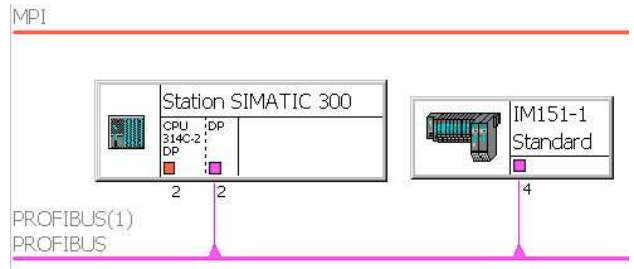 MPI
Station SIMATIC 300
CPU
314C-2
DP
DP
2
2
IM151-1
Standard
4
PROFIBUS(1)
PROFIBUS